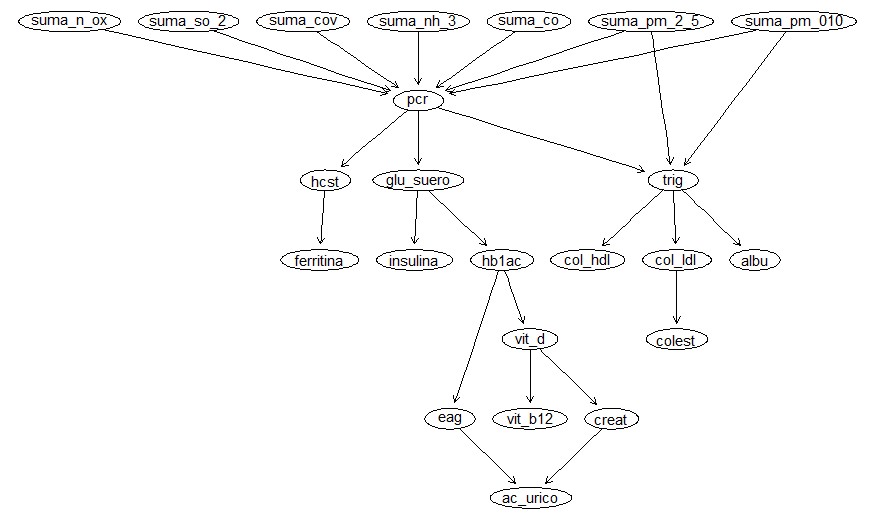 suma_n_ox suma_so_2 suma_cov suma_nh_3 suma_co suma_pm_2_5 suma_pm_010
pcr
hcst glu_suero trig
ferritina insulina hb1ac col_hdl col_ldl albu
vit_d colest
eag vit_b12 creat
ac_urico